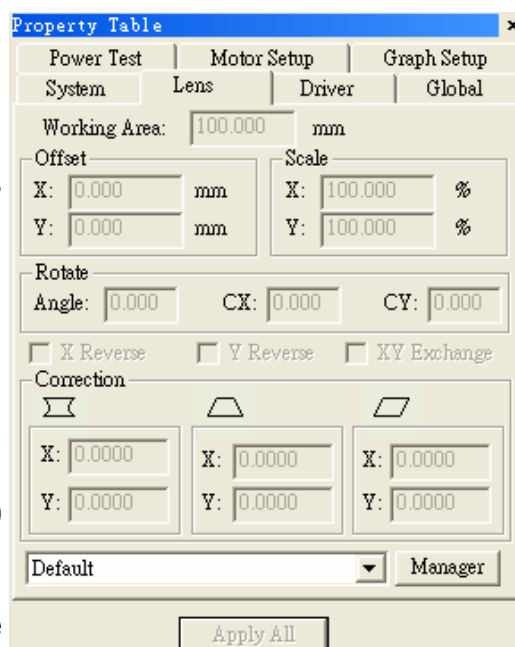 Property Table ×
Power Test Motor Setup Graph Setup
System Lens Driver Global
Working Area: 100.000 mm
Offset Scale
X: 0.000 mm X: 100.000 %
Y: 0.000 mm Y: 100.000 %
Rotate
Angle: 0.000 CX: 0.000 CY: 0.000
X Reverse Y Reverse XY Exchange
Correction
X: 0.0000 X: 0.0000 X: 0.0000
Y: 0.0000 Y: 0.0000 Y: 0.0000
Default Manager
Apply All